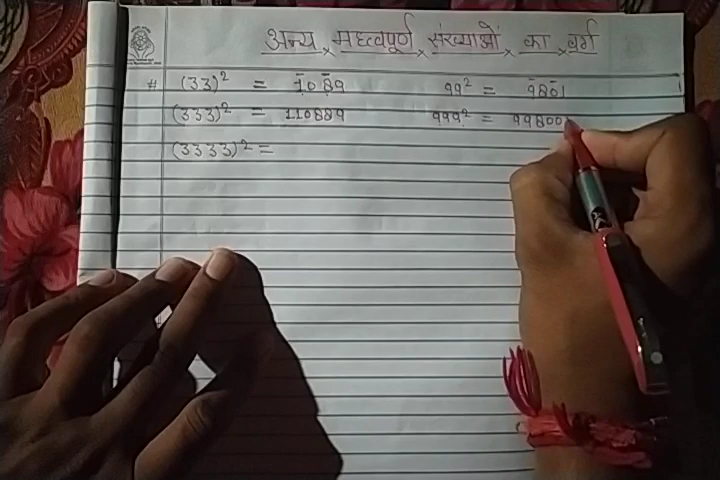 अन्य महत्वपूर्ण संख्याओं का वर्ग
# (33)² = 1089 99² = 9801
(333)² = 110889 999² = 998001
(3333)² =